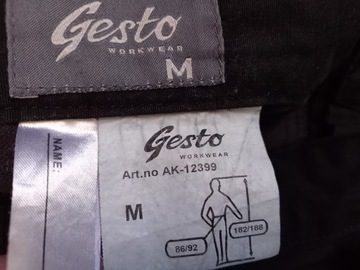 Gesto
WORKWEAR
M
NAME:
Gesto
WORKWEAR
Art.no AK-12399
M
182/188
86/92